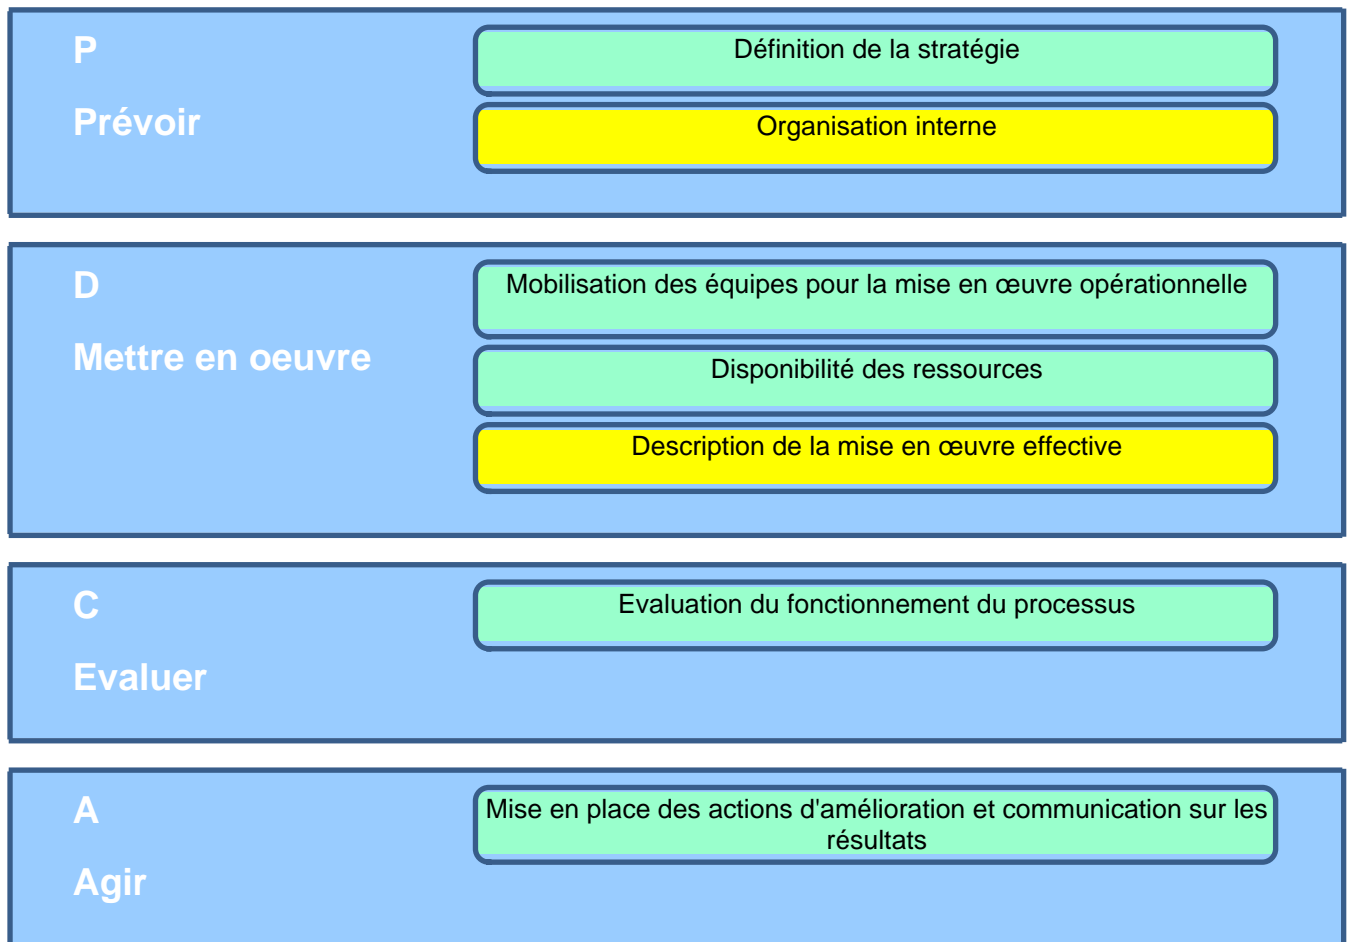 P
Prévoir
Définition de la stratégie
Organisation interne
D
Mettre en oeuvre
Mobilisation des équipes pour la mise en œuvre opérationnelle
Disponibilité des ressources
Description de la mise en œuvre effective
C
Evaluer
Evaluation du fonctionnement du processus
A
Agir
Mise en place des actions d'amélioration et communication sur les
résultats